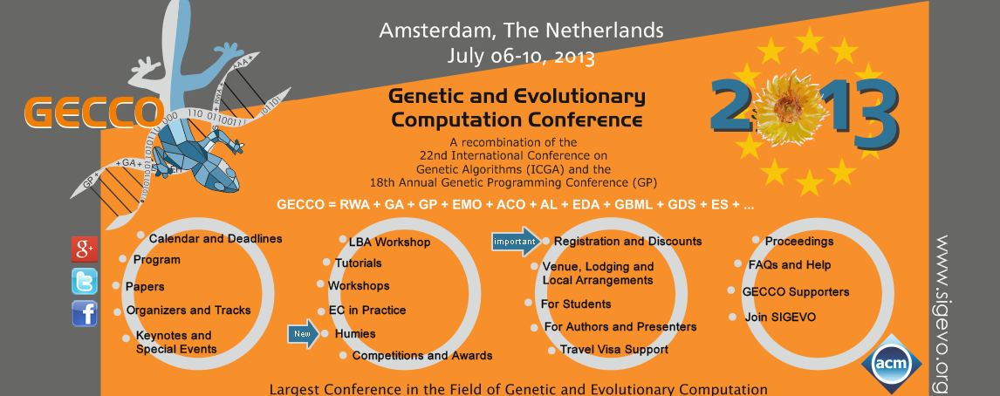 Amsterdam, The Netherlands
July 06-10, 2013
GECCO
2013
Genetic and Evolutionary
Computation Conference
A recombination of the
22nd International Conference on
Genetic Algorithms (ICGA) and the
18th Annual Genetic Programming Conference (GP)
GECCO = RWA + GA + GP + EMO + ACO + AL + EDA + GBML + GDS + ES + ...
Calendar and Deadlines
Program
Papers
Organizers and Tracks
Keynotes and
Special Events
LBA Workshop
Tutorials
Workshops
EC in Practice
New
Humies
Competitions and Awards
important
Registration and Discounts
Venue, Lodging and
Local Arrangements
For Students
For Authors and Presenters
Travel Visa Support
Proceedings
FAQs and Help
GECCO Supporters
Join SIGEVO
www.sigevo.org
acm
Largest Conference in the Field of Genetic and Evolutionary Computation
GP +
+ GA +
+ RWA +
110 01100111
g+
t
f